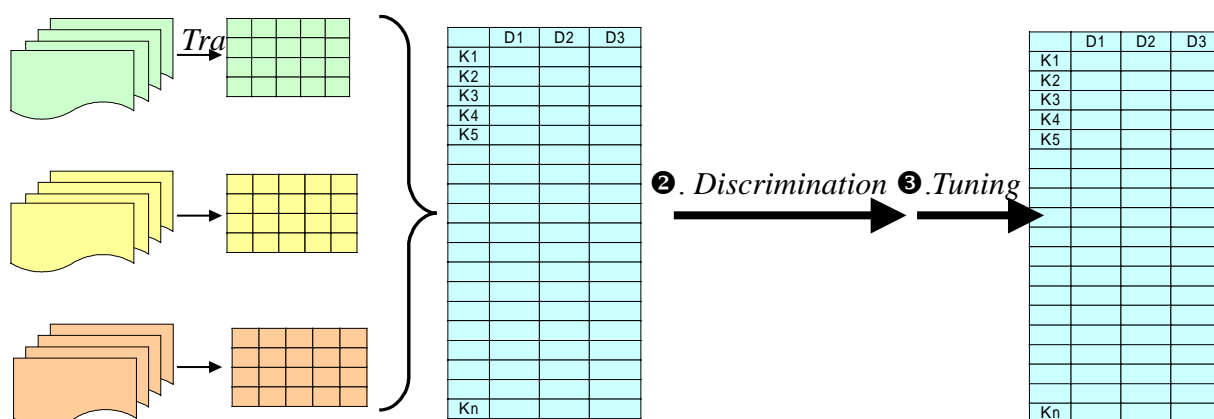 Tra
D1 D2 D3
K1
K2
K3
K4
K5
Kn
❷. Discrimination ❸.Tuning
D1 D2 D3
K1
K2
K3
K4
K5
Kn